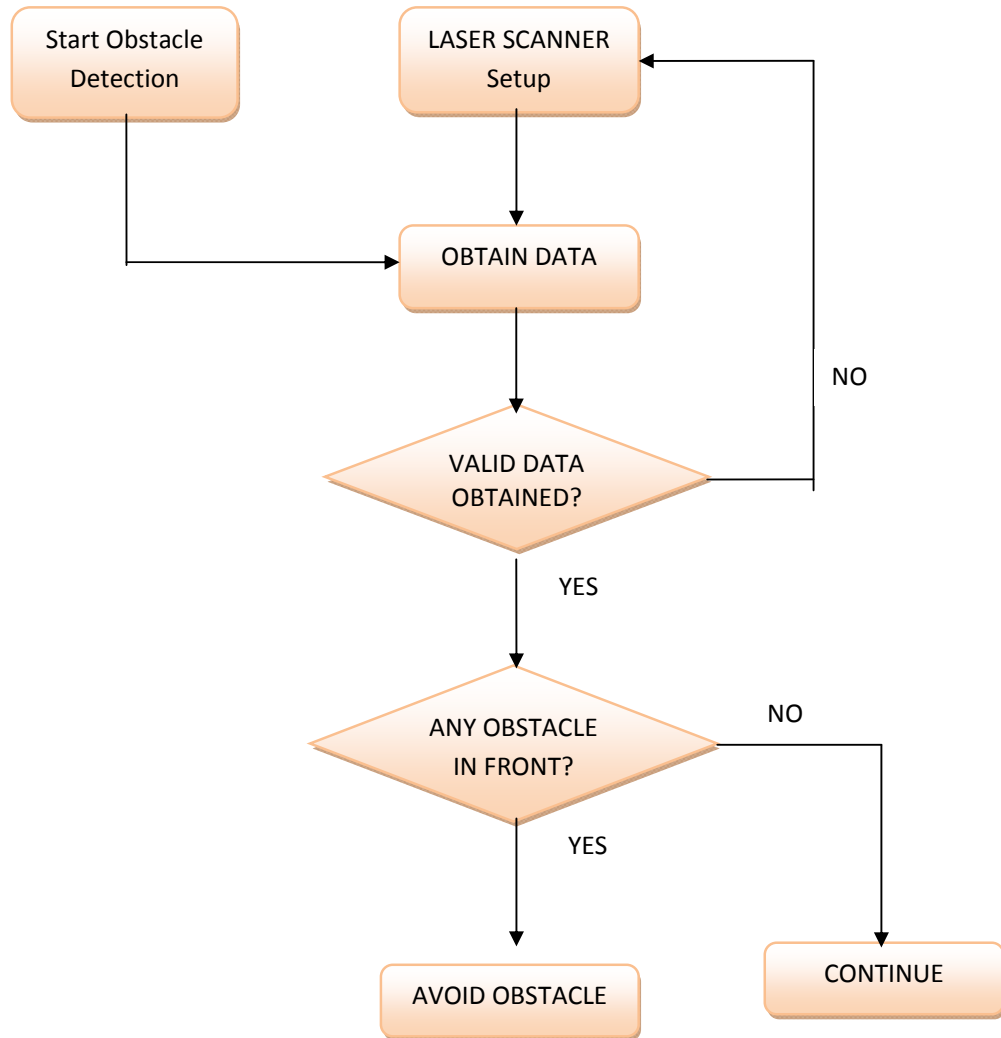 Start Obstacle
Detection
LASER SCANNER
Setup
OBTAIN DATA
NO
VALID DATA
OBTAINED?
YES
ANY OBSTACLE
IN FRONT?
NO
YES
AVOID OBSTACLE
CONTINUE